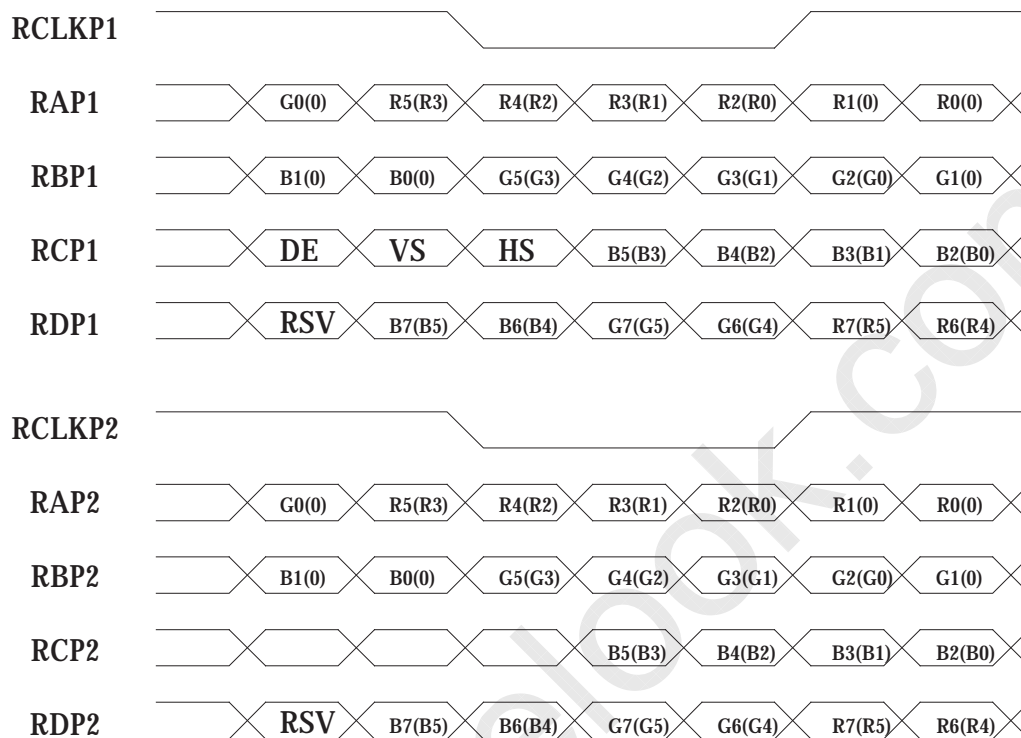 RCLKP1
RAP1 G0(0) R5(R3) R4(R2) R3(R1) R2(R0) R1(0) R0(0)
RBP1 B1(0) B0(0) G5(G3) G4(G2) G3(G1) G2(G0) G1(0)
RCP1 DE VS HS B5(B3) B4(B2) B3(B1) B2(B0)
RDP1 RSV B7(B5) B6(B4) G7(G5) G6(G4) R7(R5) R6(R4)
RCLKP2
RAP2 G0(0) R5(R3) R4(R2) R3(R1) R2(R0) R1(0) R0(0)
RBP2 B1(0) B0(0) G5(G3) G4(G2) G3(G1) G2(G0) G1(0)
RCP2 B5(B3) B4(B2) B3(B1) B2(B0)
RDP2 RSV B7(B5) B6(B4) G7(G5) G6(G4) R7(R5) R6(R4)